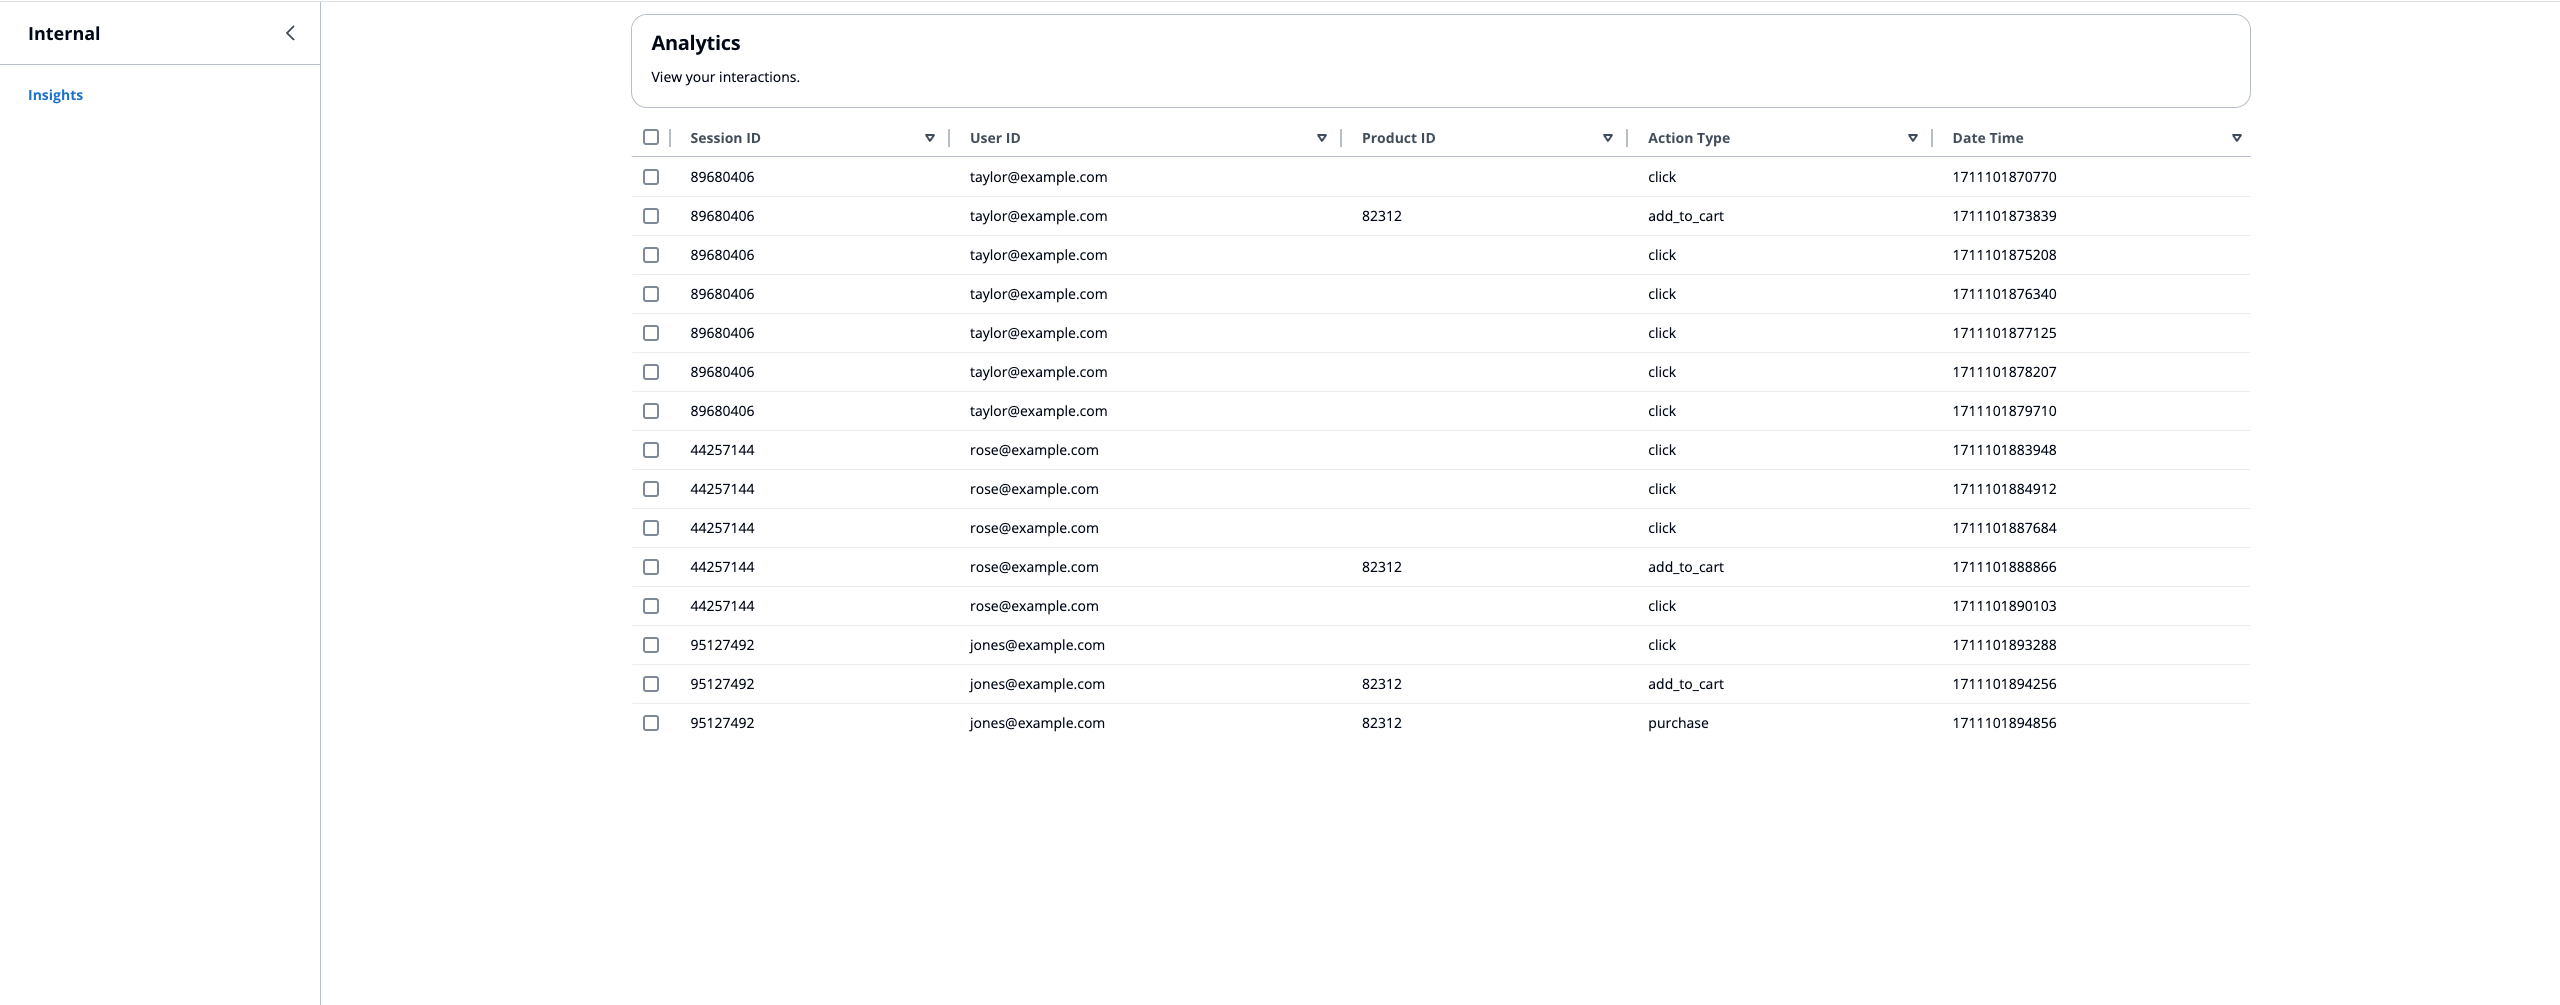 Internal
Insights
Analytics
View your interactions.
Session ID User ID Product ID Action Type Date Time
89680406 taylor@example.com click 1711101870770
89680406 taylor@example.com 82312 add_to_cart 1711101873839
89680406 taylor@example.com click 1711101875208
89680406 taylor@example.com click 1711101876340
89680406 taylor@example.com click 1711101877125
89680406 taylor@example.com click 1711101878207
89680406 taylor@example.com click 1711101879710
44257144 rose@example.com click 1711101883948
44257144 rose@example.com click 1711101884912
44257144 rose@example.com click 1711101887684
44257144 rose@example.com 82312 add_to_cart 1711101888866
44257144 rose@example.com click 1711101890103
95127492 jones@example.com click 1711101893288
95127492 jones@example.com 82312 add_to_cart 1711101894256
95127492 jones@example.com 82312 purchase 1711101894856